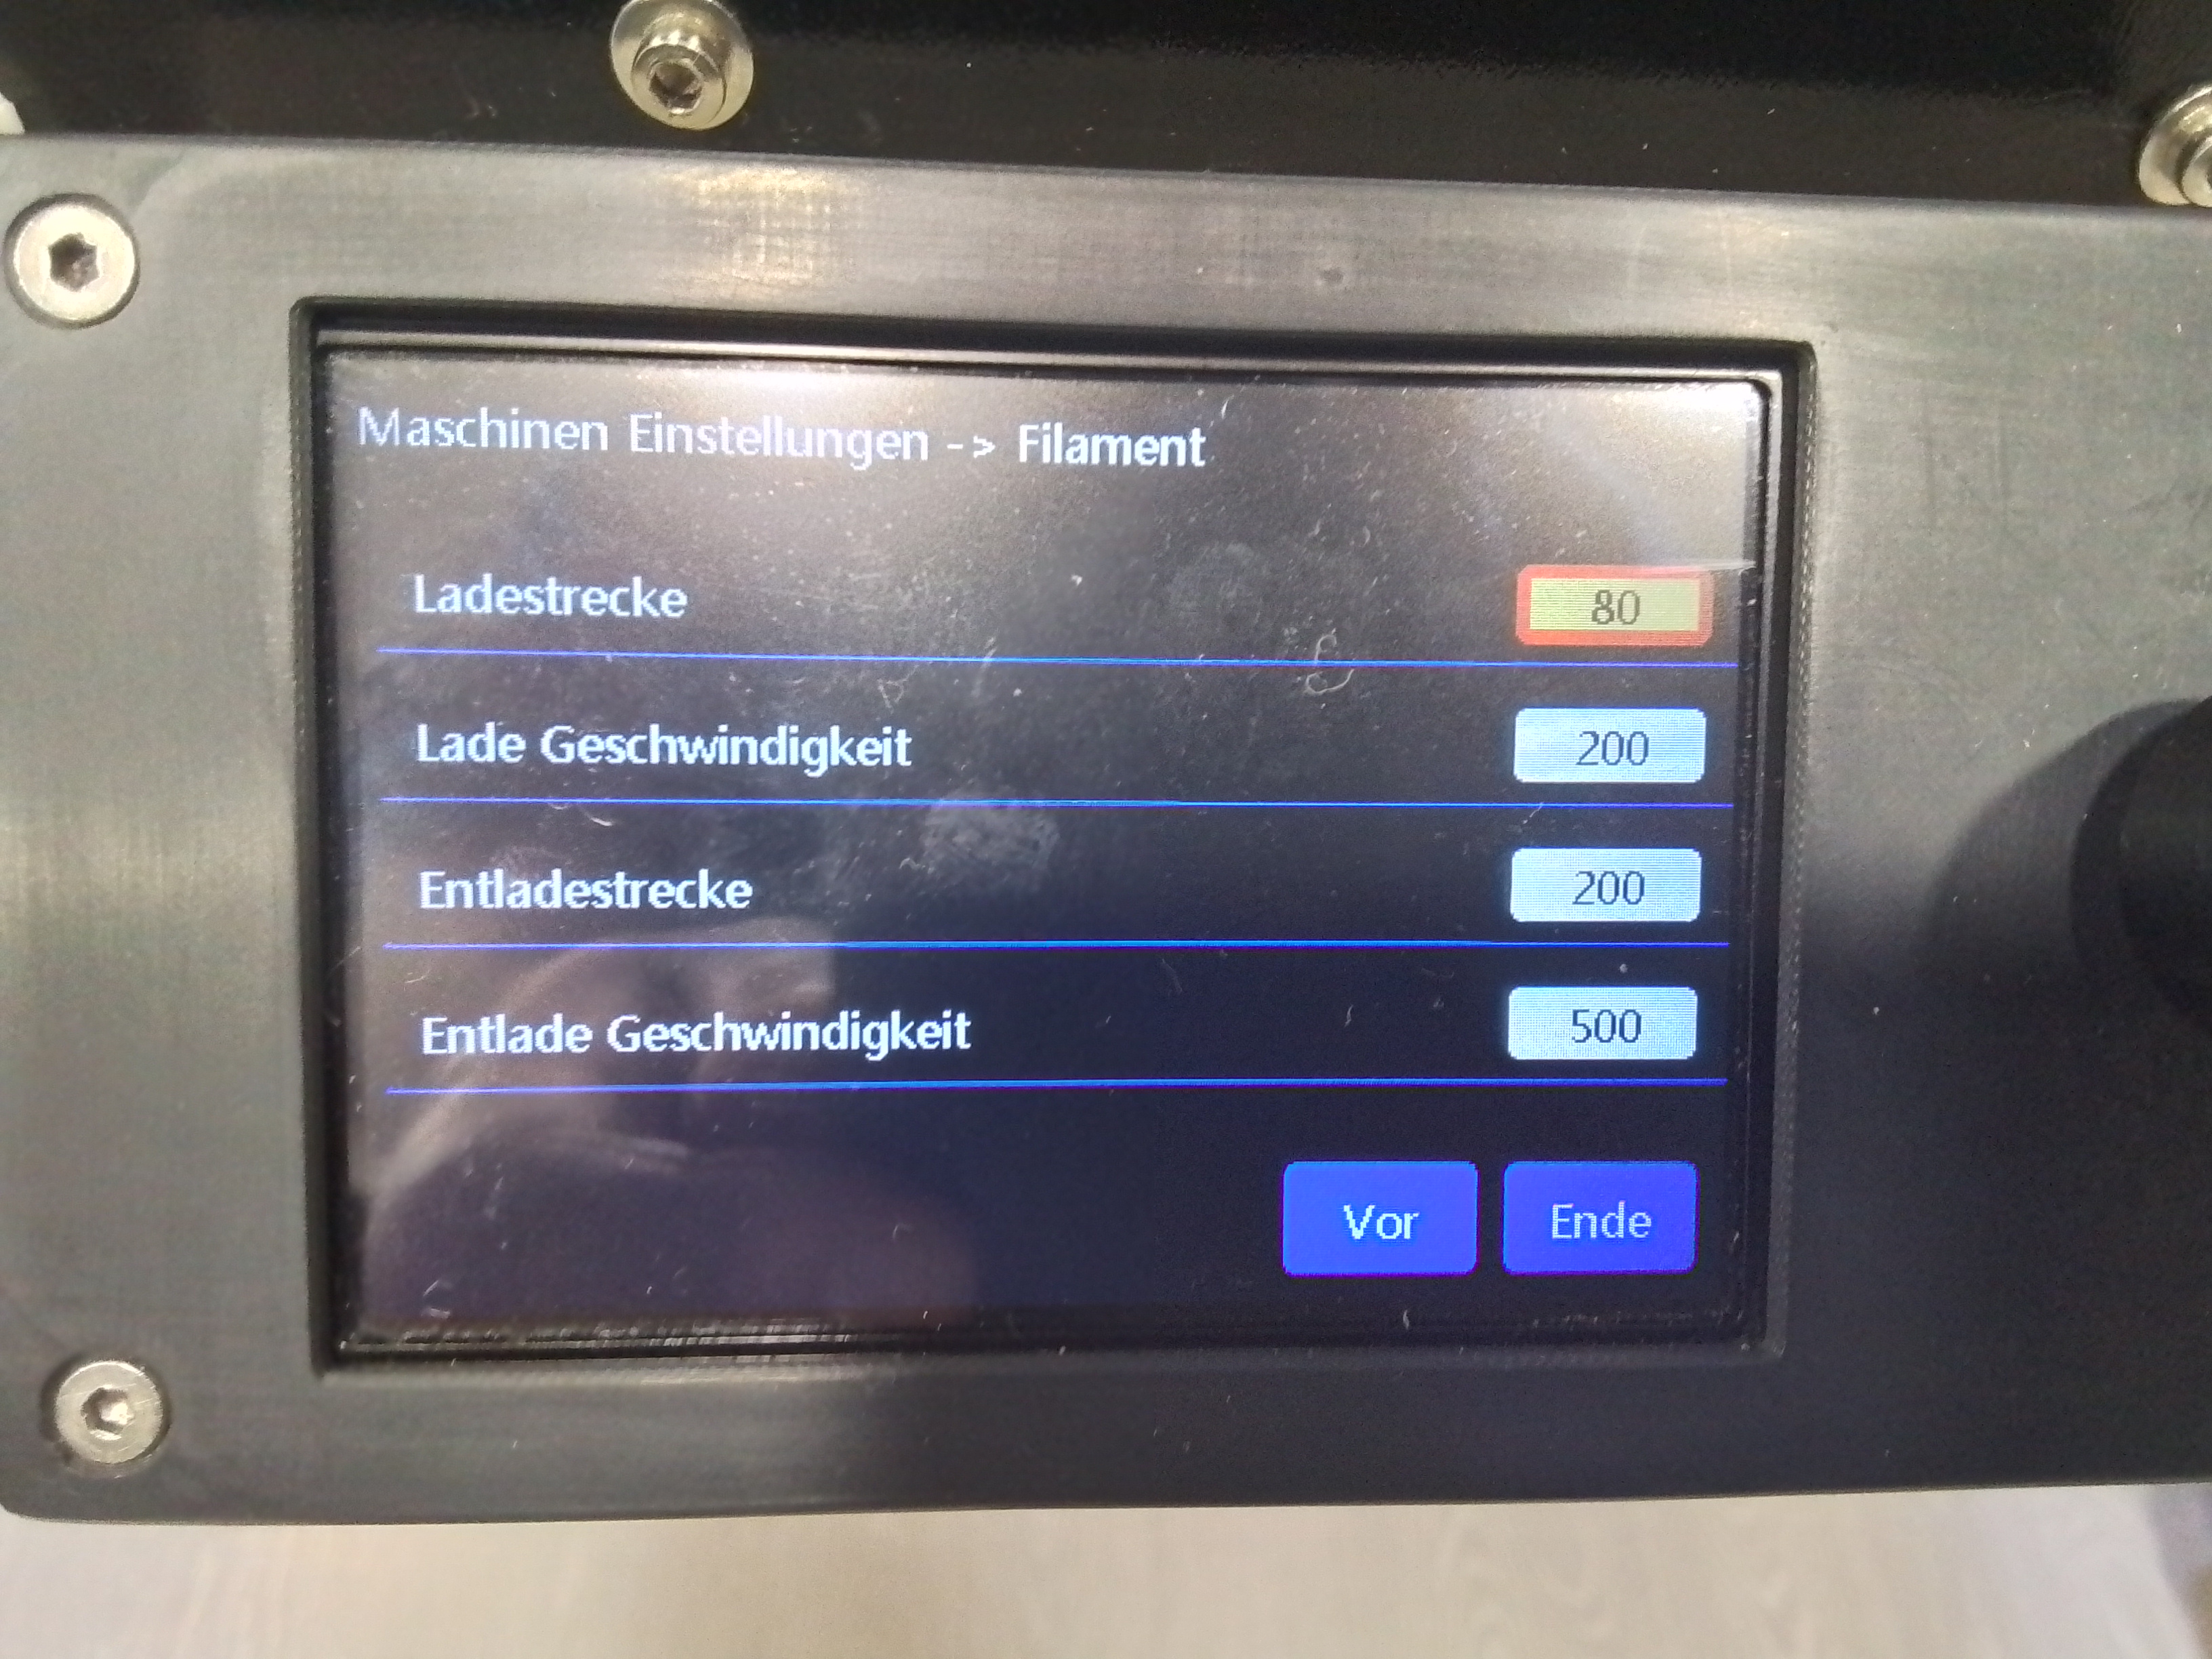 Maschinen Einstellungen -> Filament
Ladestrecke 80
Lade Geschwindigkeit 200
Entladestrecke 200
Entlade Geschwindigkeit 500
Vor Ende